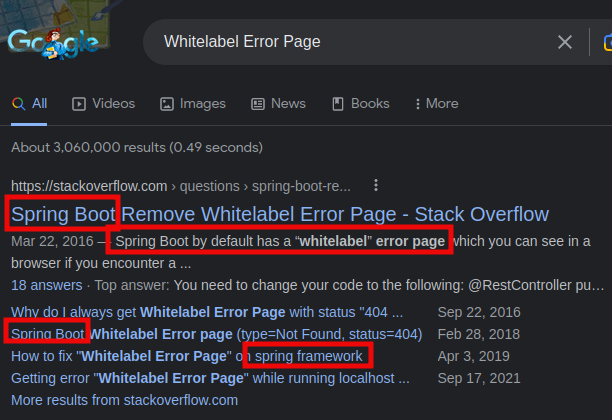 Google
Whitelabel Error Page
All Videos Images News Books More
About 3,060,000 results (0.49 seconds)
https://stackoverflow.com › questions › spring-boot-re...
Spring Boot Remove Whitelabel Error Page - Stack Overflow
Mar 22, 2016 — Spring Boot by default has a “whitelabel” error page which you can see in a
browser if you encounter a ...
18 answers · Top answer: You need to change your code to the following: @RestController pu…
Why do I always get Whitelabel Error Page with status "404 ... Sep 22, 2016
Spring Boot Whitelabel Error page (type=Not Found, status=404) Feb 28, 2018
How to fix "Whitelabel Error Page" on spring framework Apr 3, 2019
Getting error "Whitelabel Error Page" while running localhost ... Sep 17, 2021
More results from stackoverflow.com